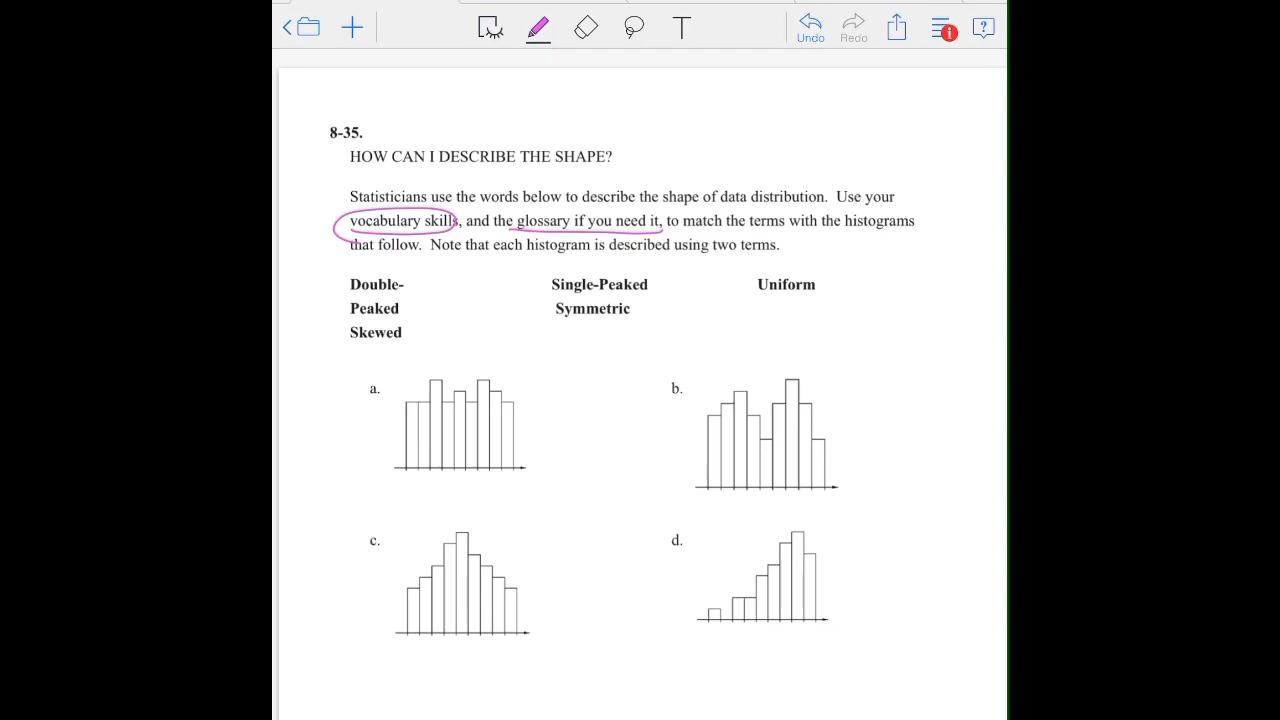 Undo Redo i ?
8-35.
HOW CAN I DESCRIBE THE SHAPE?
Statisticians use the words below to describe the shape of data distribution. Use your
vocabulary skills, and the glossary if you need it, to match the terms with the histograms
that follow. Note that each histogram is described using two terms.
Double- Single-Peaked Uniform
Peaked Symmetric
Skewed
a. b.
c. d.